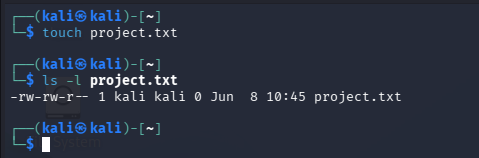 ┌──(kali㉿kali)-[~]
└─$ touch project.txt
┌──(kali㉿kali)-[~]
└─$ ls -l project.txt
-rw-rw-r-- 1 kali kali 0 Jun  8 10:45 project.txt
┌──(kali㉿kali)-[~]
└─$
System